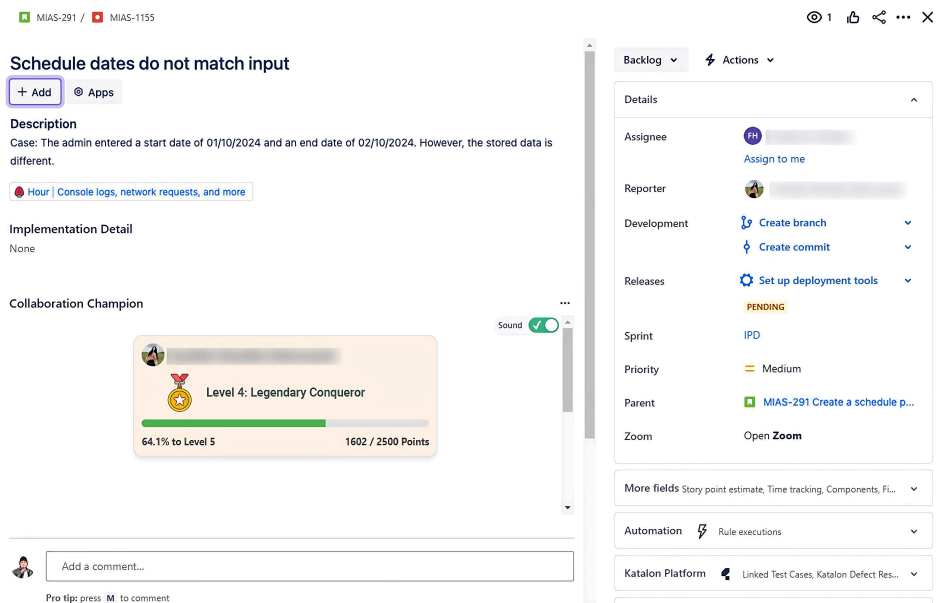 MIAS-291 / MIAS-1155
1
Schedule dates do not match input
+ Add
Apps
Description
Case: The admin entered a start date of 01/10/2024 and an end date of 02/10/2024. However, the stored data is
different.
Hour | Console logs, network requests, and more
Implementation Detail
None
Collaboration Champion
Sound
Level 4: Legendary Conqueror
64.1% to Level 5
1602 / 2500 Points
Add a comment...
Pro tip: press M to comment
Backlog
Actions
Details
Assignee
FH
Assign to me
Reporter
Development
Create branch
Create commit
Releases
Set up deployment tools
PENDING
Sprint
IPD
Priority
Medium
Parent
MIAS-291 Create a schedule p...
Zoom
Open Zoom
More fields Story point estimate, Time tracking, Components, Fi...
Automation Rule executions
Katalon Platform Linked Test Cases, Katalon Defect Res...